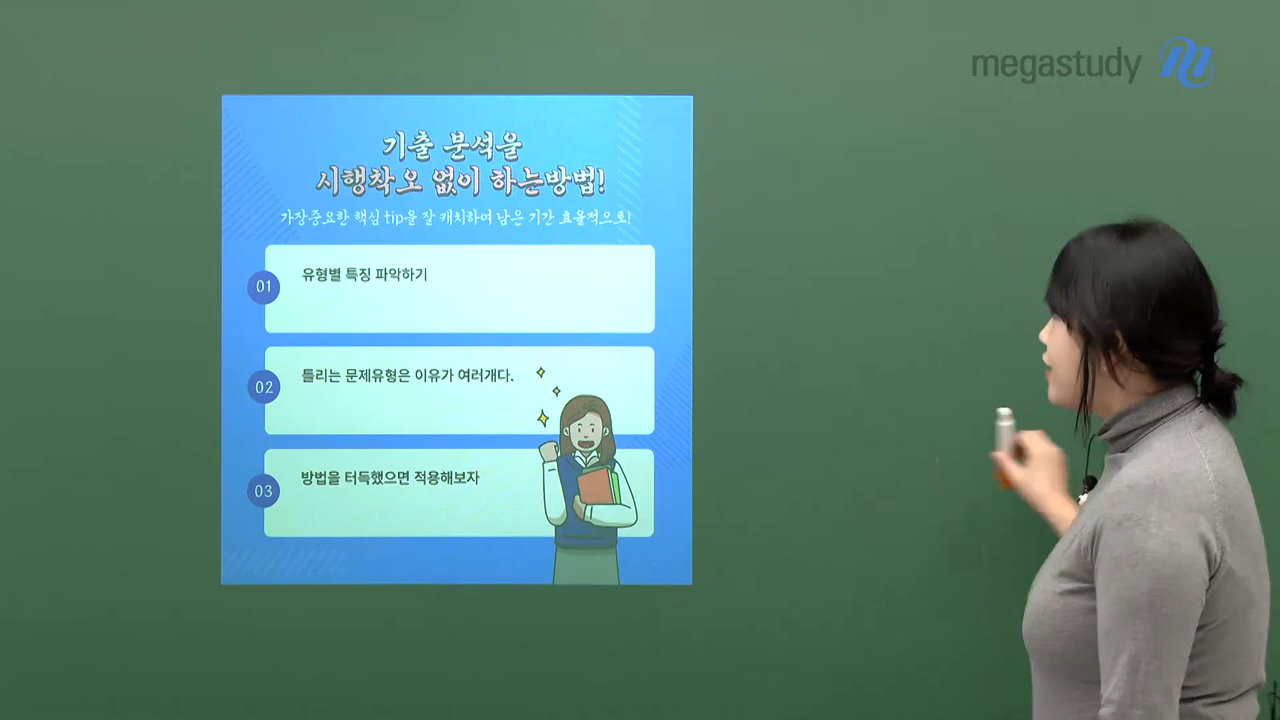 megastudy
기출 분석을
시행착오 없이 하는방법!
가장중요한 핵심 tip을 잘 캐치하여 남은 기간 효율적으로!
01
유형별 특징 파악하기
02
틀리는 문제유형은 이유가 여러개다.
03
방법을 터득했으면 적용해보자